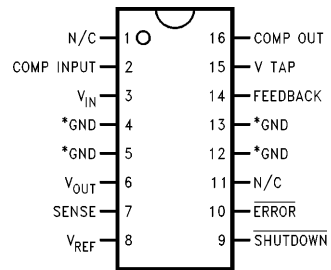 N/C 1 16 COMP OUT
COMP INPUT 2 15 V TAP
VIN 3 14 FEEDBACK
*GND 4 13 *GND
*GND 5 12 *GND
VOUT 6 11 N/C
SENSE 7 10 ERROR
VREF 8 9 SHUTDOWN